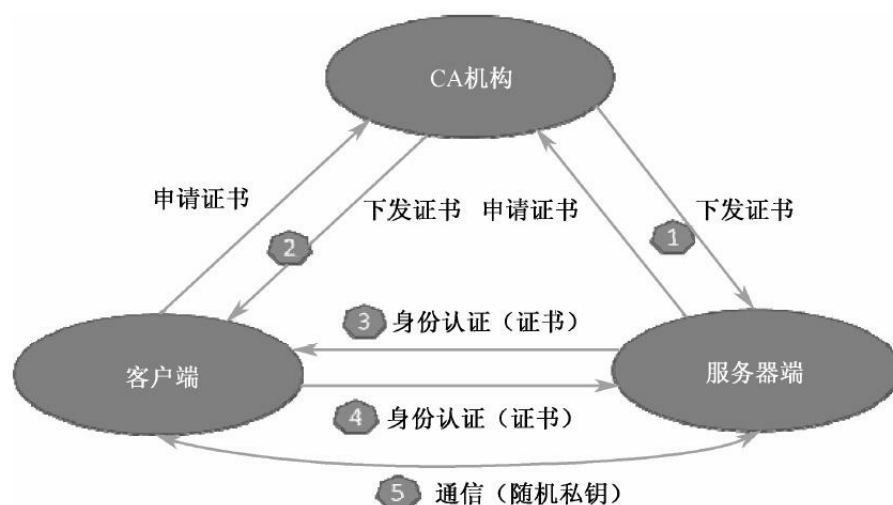 CA机构
申请证书
下发证书
申请证书
下发证书
1
2
3 身份认证（证书）
客户端
服务器端
4 身份认证（证书）
5 通信（随机私钥）